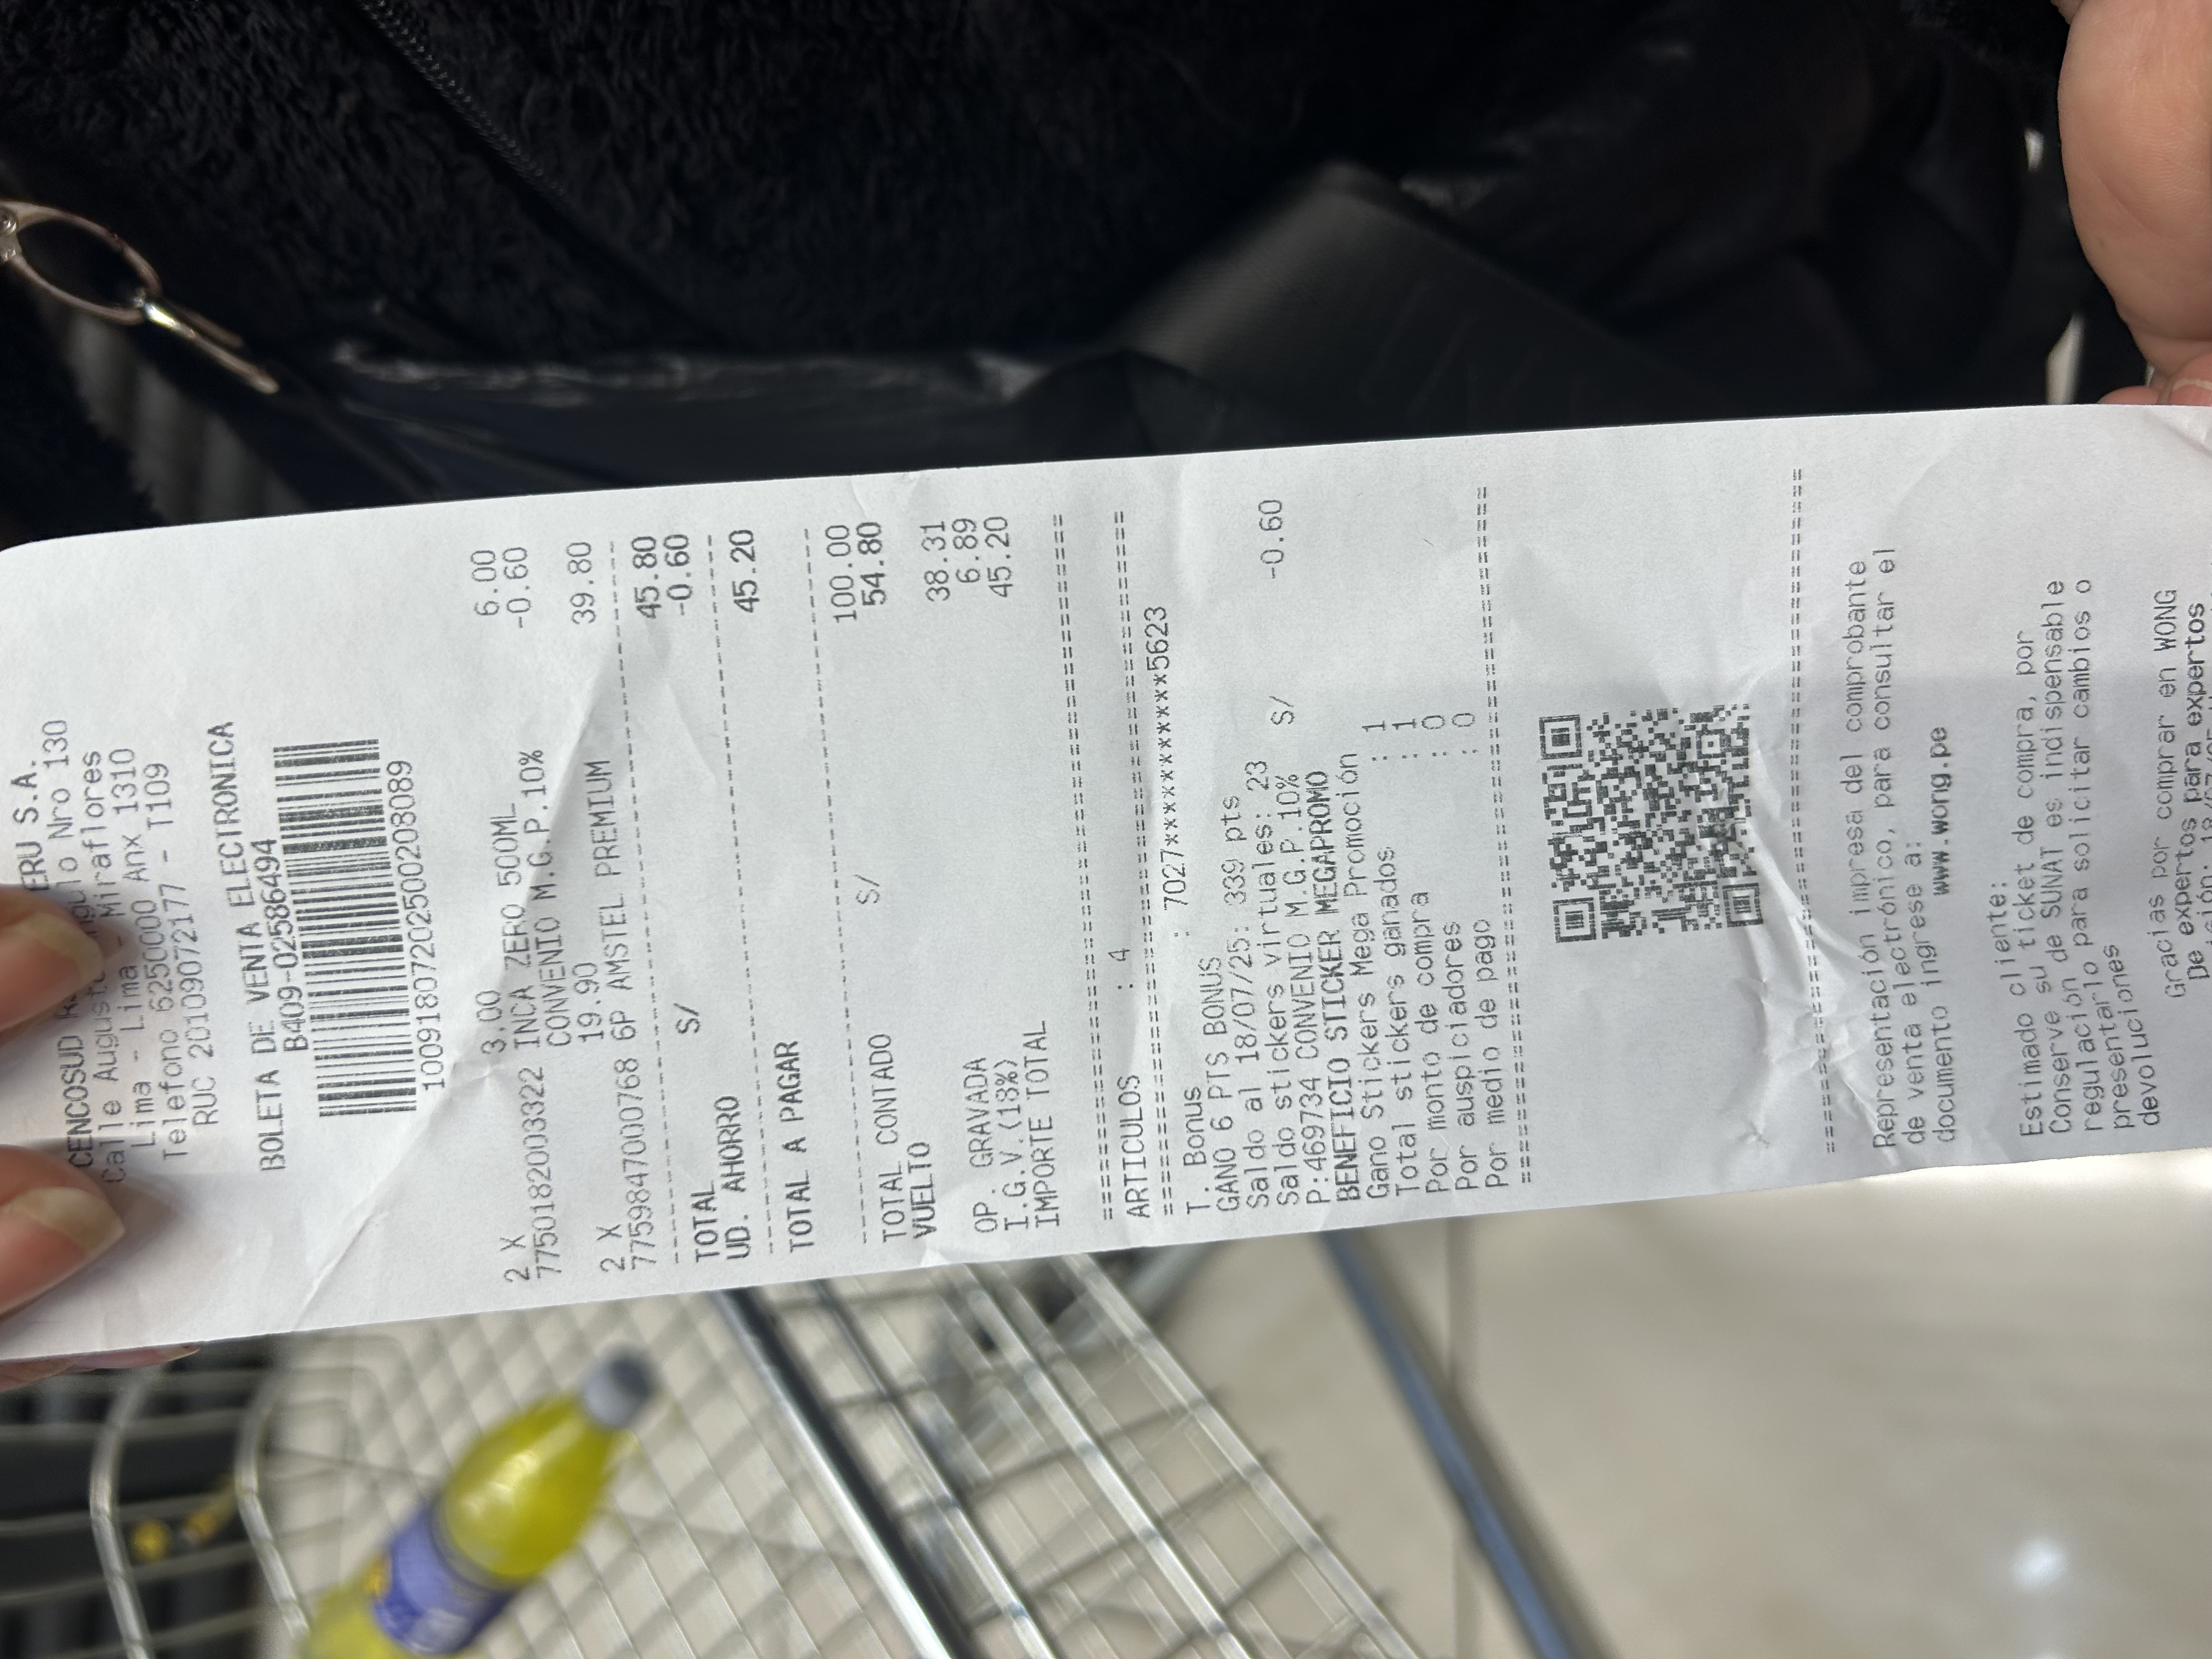 ERU S.A.
CENCOSUD
Calle Nro 130
Lima - Lima - Miraflores
Telefono 6250000 Anx 1310
RUC 20109072177 - T109
BOLETA DE VENTA ELECTRONICA
B409-02586494
10091807202500208089
2 X 3.00 6.00
7750182003322 INCA ZERO 500ML
CONVENIO M.G.P.10% -0.60
2 X 19.90 39.80
7759847000768 6P AMSTEL PREMIUM
TOTAL S/ 45.80
UD. AHORRO -0.60
TOTAL A PAGAR 45.20
TOTAL CONTADO S/ 100.00
VUELTO 54.80
OP. GRAVADA 38.31
I.G.V.(18%) 6.89
IMPORTE TOTAL 45.20
ARTICULOS : 4
T. Bonus : 7027***********5623
GANO 6 PTS BONUS
Saldo al 18/07/25: 339 pts
Saldo stickers virtuales: 23
P:469734 CONVENIO M.G.P.10% S/ -0.60
BENEFICIO STICKER MEGAPROMO
Gano Stickers Mega Promoción
Total stickers ganados : 1
Por monto de compra : 1
Por auspiciadores : 0
Por medio de pago : 0
Representación impresa del comprobante
de venta electrónico, para consultar el
documento ingrese a:
www.wong.pe
Estimado cliente:
Conserve su ticket de compra, por
regulación de SUNAT es indispensable
presentarlo para solicitar cambios o
devoluciones
Gracias por comprar en WONG
De expertos para expertos